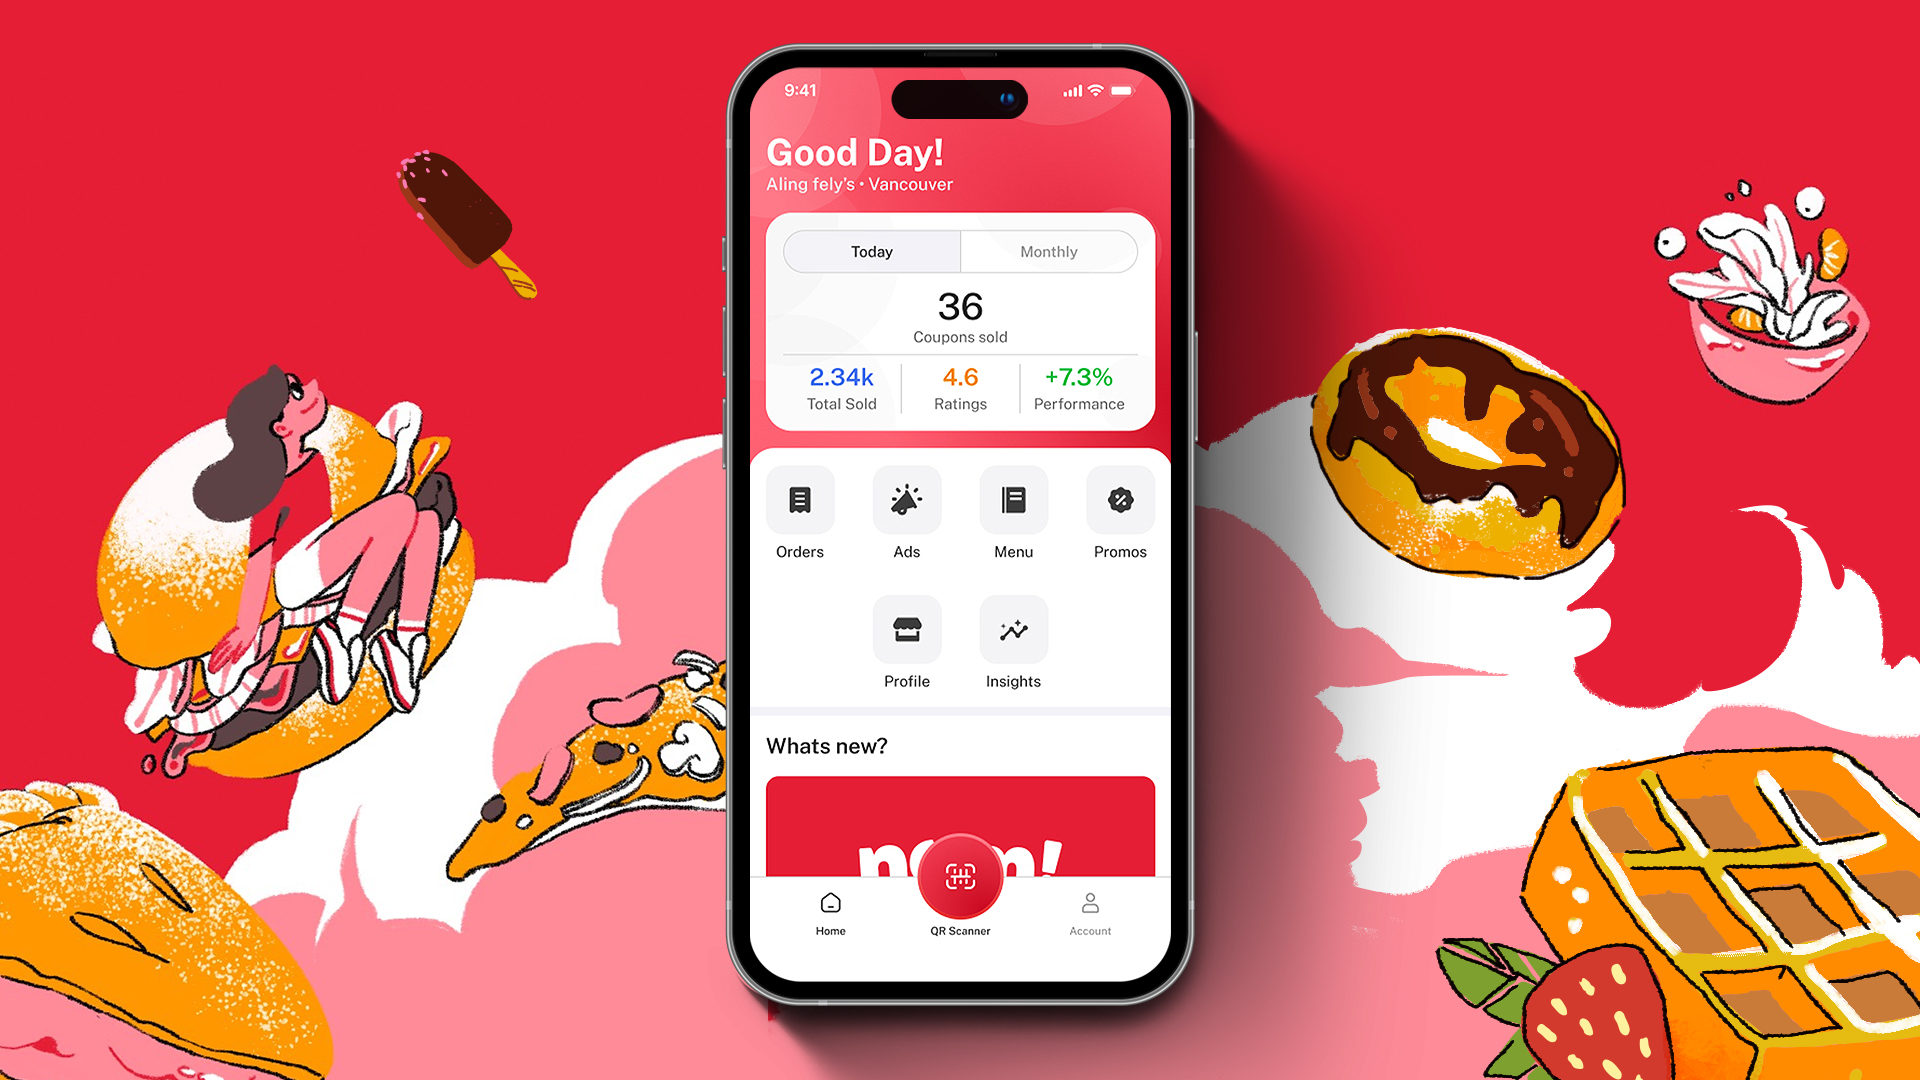 9:41
Good Day!
Aling fely's • Vancouver
Today
Monthly
36
Coupons sold
2.34k
4.6
+7.3%
Total Sold
Ratings
Performance
Orders
Ads
Menu
Promos
Profile
Insights
Whats new?
Home
QR Scanner
Account